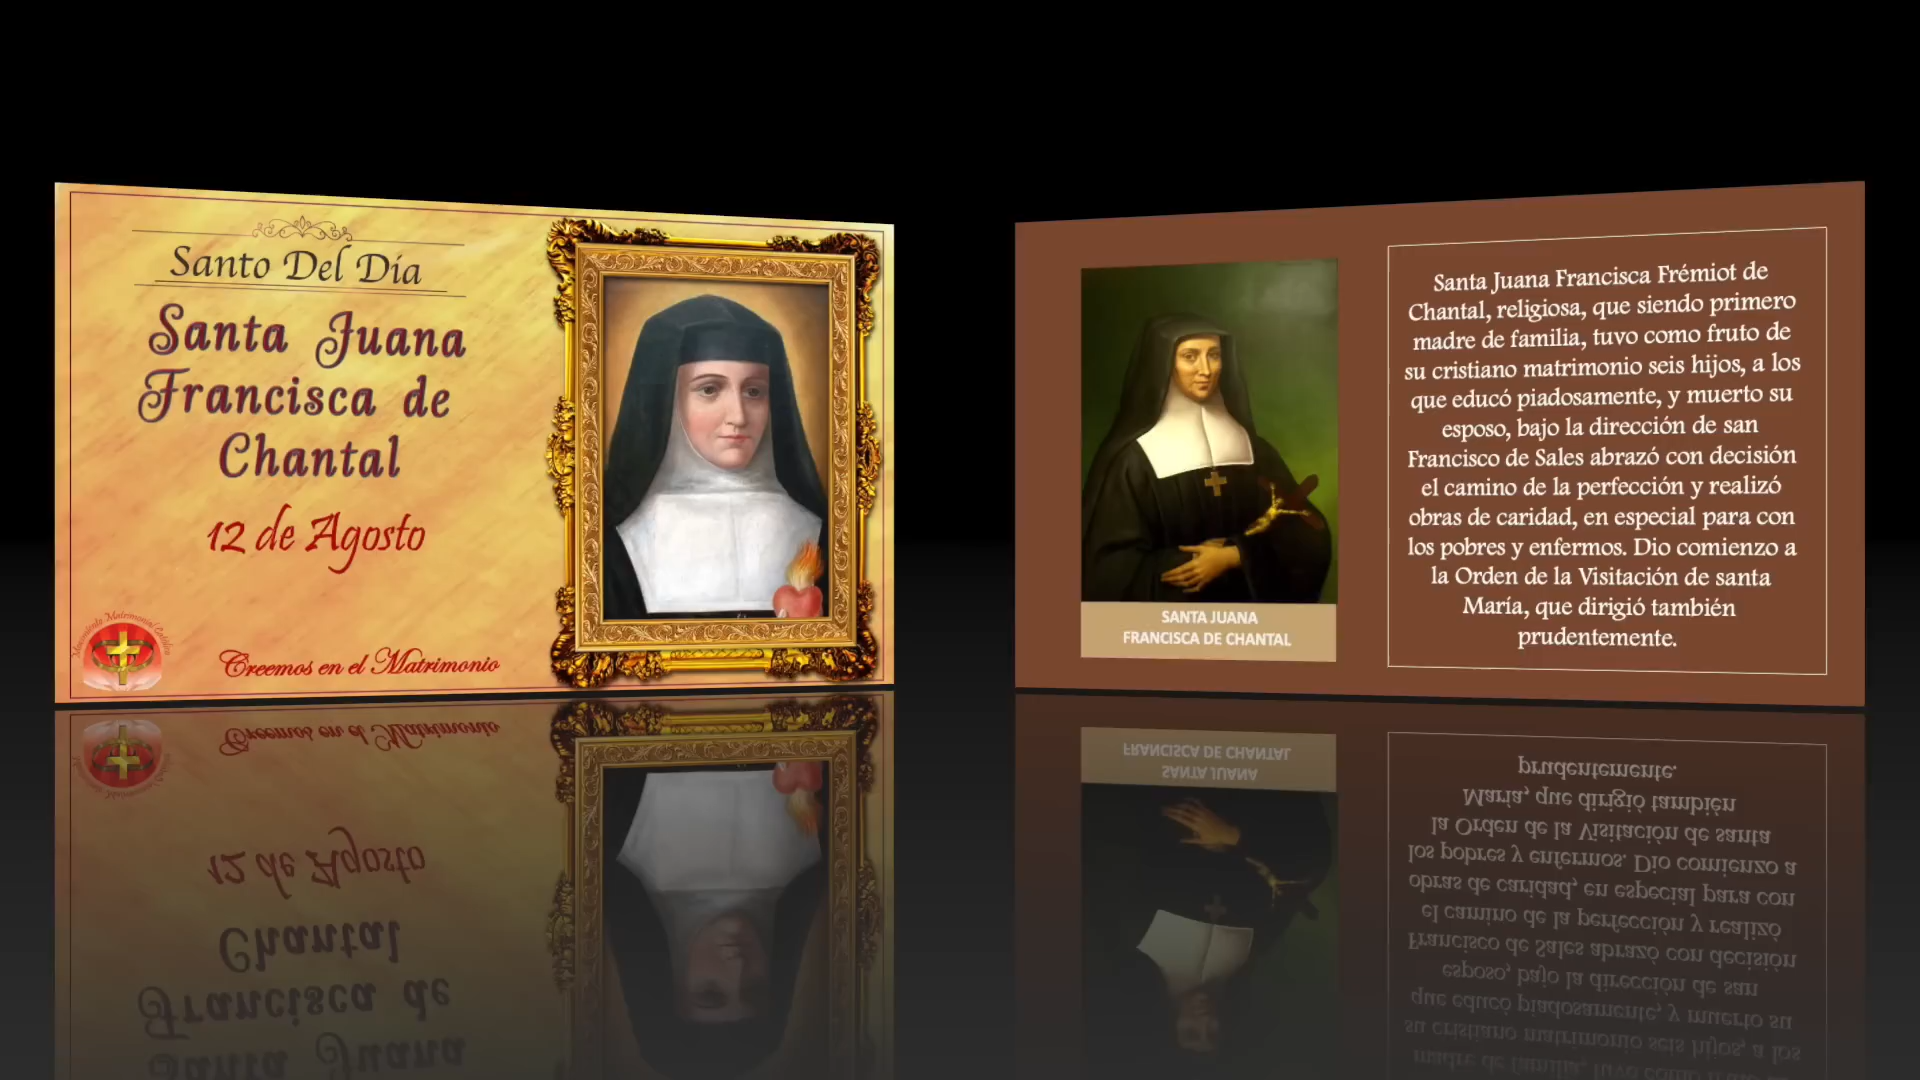 Santo Del Día
Santa Juana
Francisca de
Chantal
12 de Agosto
Movimiento Matrimonial Católico
Creemos en el Matrimonio
SANTA JUANA
FRANCISCA DE CHANTAL
Santa Juana Francisca Frémiot de
Chantal, religiosa, que siendo primero
madre de familia, tuvo como fruto de
su cristiano matrimonio seis hijos, a los
que educó piadosamente, y muerto su
esposo, bajo la dirección de san
Francisco de Sales abrazó con decisión
el camino de la perfección y realizó
obras de caridad, en especial para con
los pobres y enfermos. Dio comienzo a
la Orden de la Visitación de santa
María, que dirigió también
prudentemente.